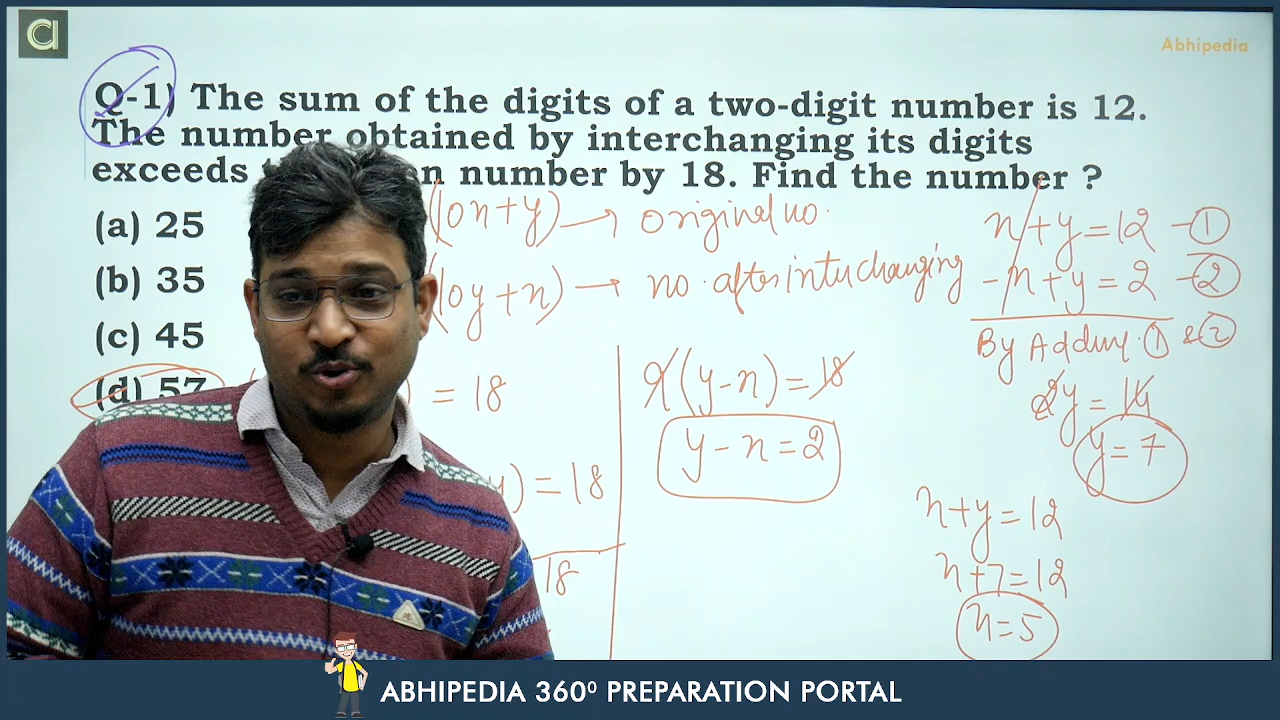 Abhipedia
Q-1) The sum of the digits of a two-digit number is 12.
The number obtained by interchanging its digits
exceeds number by 18. Find the number ?
(a) 25
(b) 35
(c) 45
(d) 57
(10x+y) → original no.
(10y+x) → no. after interchanging
= 18
) = 18
18
9(y-x) = 18
y - x = 2
x+y = 12 - ①
-x+y = 2 - ②
By Adding ① & ②
2y = 14
y = 7
x+y = 12
x+7 = 12
x = 5
ABHIPEDIA 360⁰ PREPARATION PORTAL